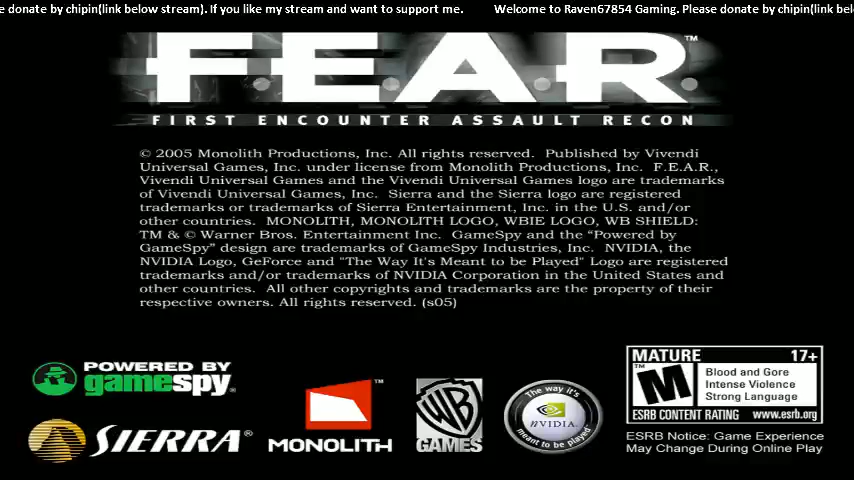 e donate by chipin(link below stream). If you like my stream and want to support me. Welcome to Raven67854 Gaming. Please donate by chipin(link bel
F.E.A.R.™
FIRST ENCOUNTER ASSAULT RECON
© 2005 Monolith Productions, Inc. All rights reserved. Published by Vivendi
Universal Games, Inc. under license from Monolith Productions, Inc. F.E.A.R.,
Vivendi Universal Games and the Vivendi Universal Games logo are trademarks
of Vivendi Universal Games, Inc. Sierra and the Sierra logo are registered
trademarks or trademarks of Sierra Entertainment, Inc. in the U.S. and/or
other countries. MONOLITH, MONOLITH LOGO, WBIE LOGO, WB SHIELD:
TM & © Warner Bros. Entertainment Inc. GameSpy and the “Powered by
GameSpy” design are trademarks of GameSpy Industries, Inc. NVIDIA, the
NVIDIA Logo, GeForce and "The Way It's Meant to be Played" Logo are registered
trademarks and/or trademarks of NVIDIA Corporation in the United States and
other countries. All other copyrights and trademarks are the property of their
respective owners. All rights reserved. (s05)
POWERED BY
gamespy®
SIERRA®
MONOLITH™
WB
GAMES
The way it's
NVIDIA
meant to be played
MATURE 17+
M™
Blood and Gore
Intense Violence
Strong Language
ESRB CONTENT RATING www.esrb.org
ESRB Notice: Game Experience
May Change During Online Play